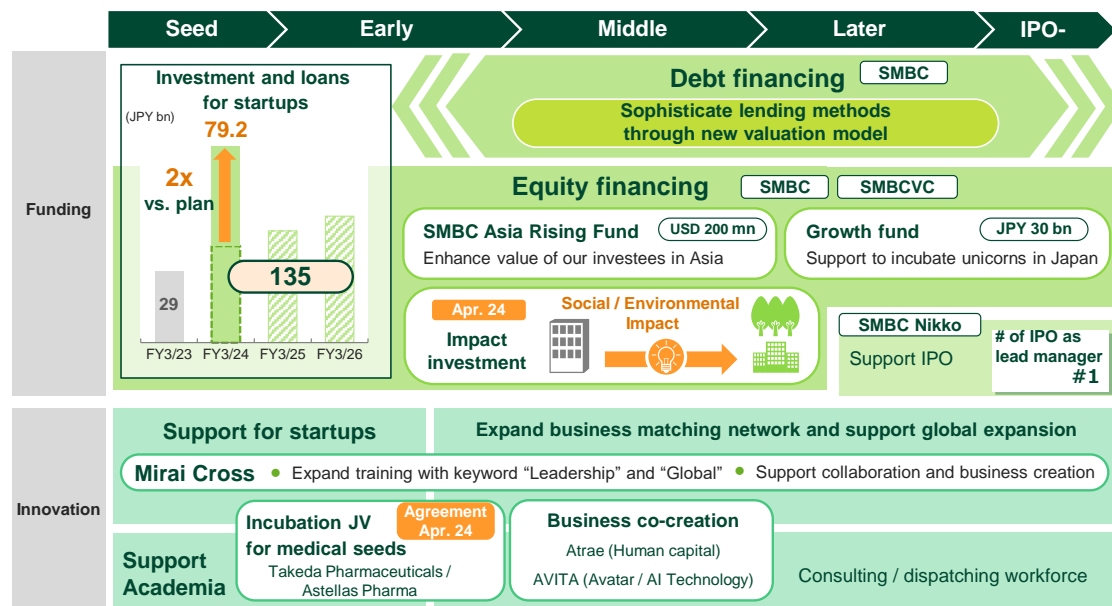 Seed
Early
Middle
Later
IPO-
Funding
Investment and loans
for startups
(JPY bn)
79.2
2x
vs. plan
135
29
FY3/23
FY3/24
FY3/25
FY3/26
Debt financing
SMBC
Sophisticate lending methods
through new valuation model
Equity financing
SMBC
SMBCVC
SMBC Asia Rising Fund
USD 200 mn
Enhance value of our investees in Asia
Growth fund
JPY 30 bn
Support to incubate unicorns in Japan
Apr. 24
Impact
investment
Social / Environmental
Impact
SMBC Nikko
Support IPO
# of IPO as
lead manager
#1
Innovation
Support for startups
Expand business matching network and support global expansion
Mirai Cross
• Expand training with keyword “Leadership” and “Global”
• Support collaboration and business creation
Incubation JV
for medical seeds
Agreement
Apr. 24
Takeda Pharmaceuticals /
Astellas Pharma
Business co-creation
Atrae (Human capital)
AVITA (Avatar / AI Technology)
Support
Academia
Consulting / dispatching workforce